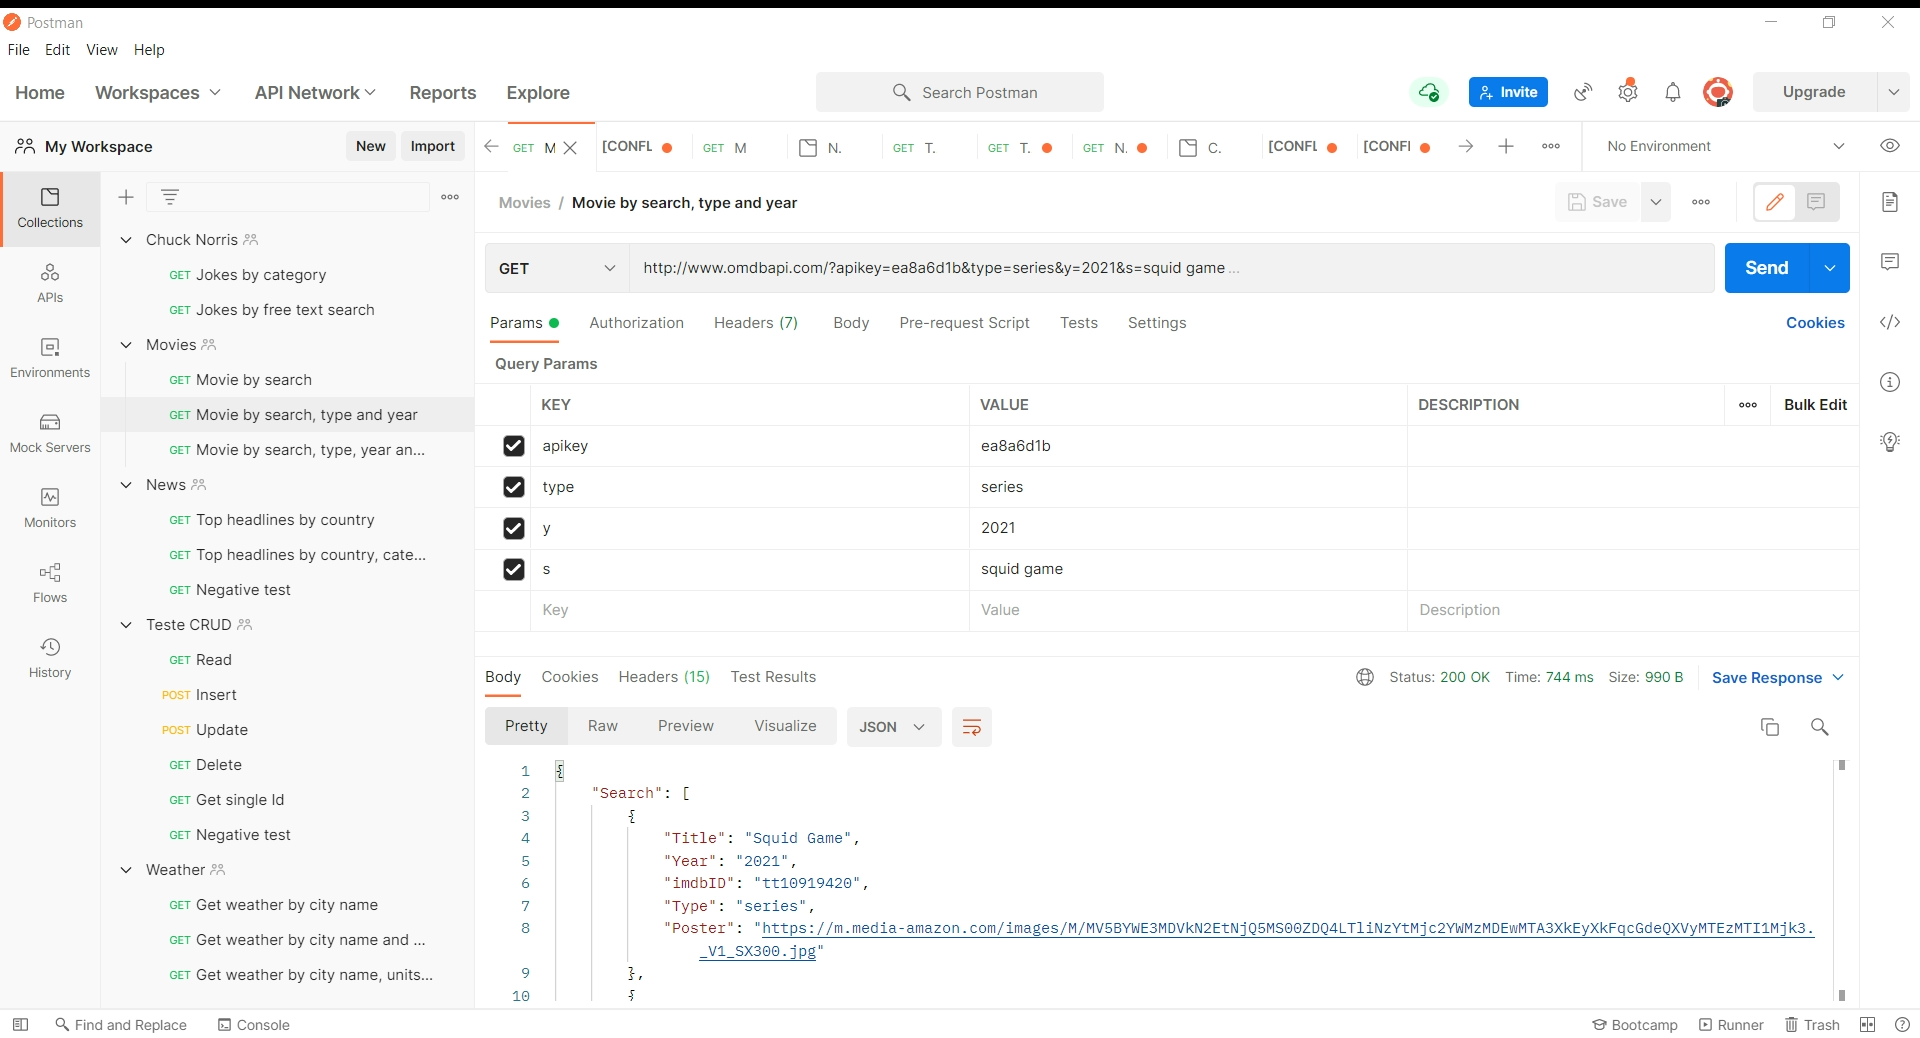 Postman
File Edit View Help
Home Workspaces API Network Reports Explore Search Postman Invite Upgrade
My Workspace New Import GET M [CONFL GET M N. GET T. GET T. GET N. C. [CONFL [CONFI No Environment
Collections
APIs
Environments
Mock Servers
Monitors
Flows
History
Chuck Norris
GET Jokes by category
GET Jokes by free text search
Movies
GET Movie by search
GET Movie by search, type and year
GET Movie by search, type, year an...
News
GET Top headlines by country
GET Top headlines by country, cate...
GET Negative test
Teste CRUD
GET Read
POST Insert
POST Update
GET Delete
GET Get single Id
GET Negative test
Weather
GET Get weather by city name
GET Get weather by city name and ...
GET Get weather by city name, units...
Movies / Movie by search, type and year Save
GET http://www.omdbapi.com/?apikey=ea8a6d1b&type=series&y=2021&s=squid game ... Send
Params Authorization Headers (7) Body Pre-request Script Tests Settings Cookies
Query Params
KEY VALUE DESCRIPTION Bulk Edit
apikey ea8a6d1b
type series
y 2021
s squid game
Key Value Description
Body Cookies Headers (15) Test Results Status: 200 OK Time: 744 ms Size: 990 B Save Response
Pretty Raw Preview Visualize JSON
1 {
2 "Search": [
3 {
4 "Title": "Squid Game",
5 "Year": "2021",
6 "imdbID": "tt10919420",
7 "Type": "series",
8 "Poster": "https://m.media-amazon.com/images/M/MV5BYWE3MDVkN2EtNjQ5MS00ZDQ4LTliNzYtMjc2YWMzMDEwMTA3XkEyXkFqcGdeQXVyMTEzMTI1Mjk3.
_V1_SX300.jpg"
9 },
10 {
Find and Replace Console Bootcamp Runner Trash